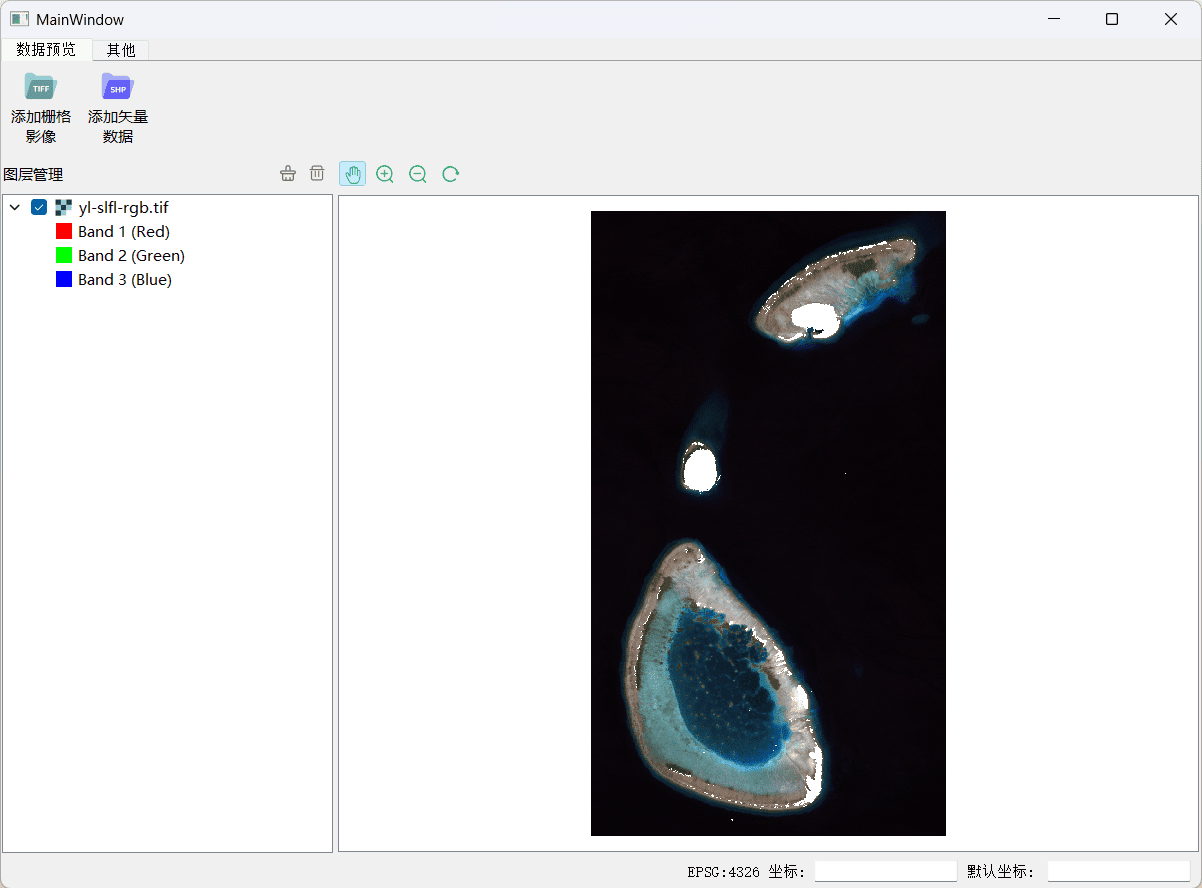 MainWindow
数据预览 其他
TIFF SHP
添加栅格 添加矢量
影像 数据
图层管理
yl-slfl-rgb.tif
Band 1 (Red)
Band 2 (Green)
Band 3 (Blue)
EPSG:4326 坐标: 默认坐标: